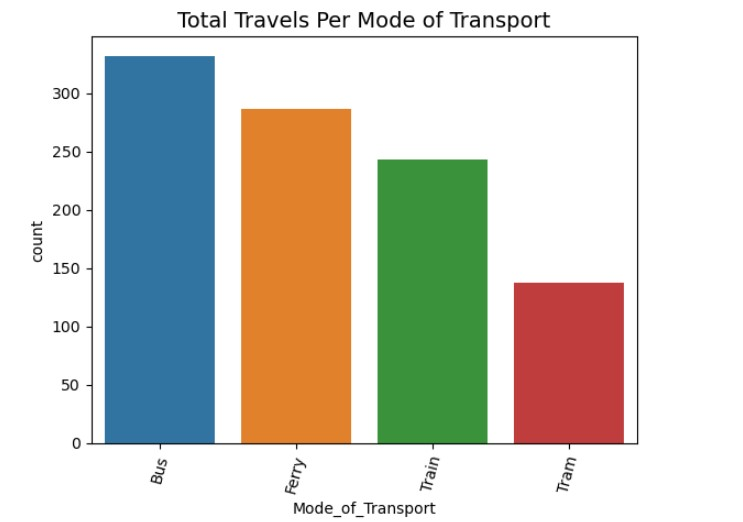 Total Travels Per Mode of Transport
300
250
200
150
100
50
0
count
Bus
Ferry
Train
Tram
Mode_of_Transport